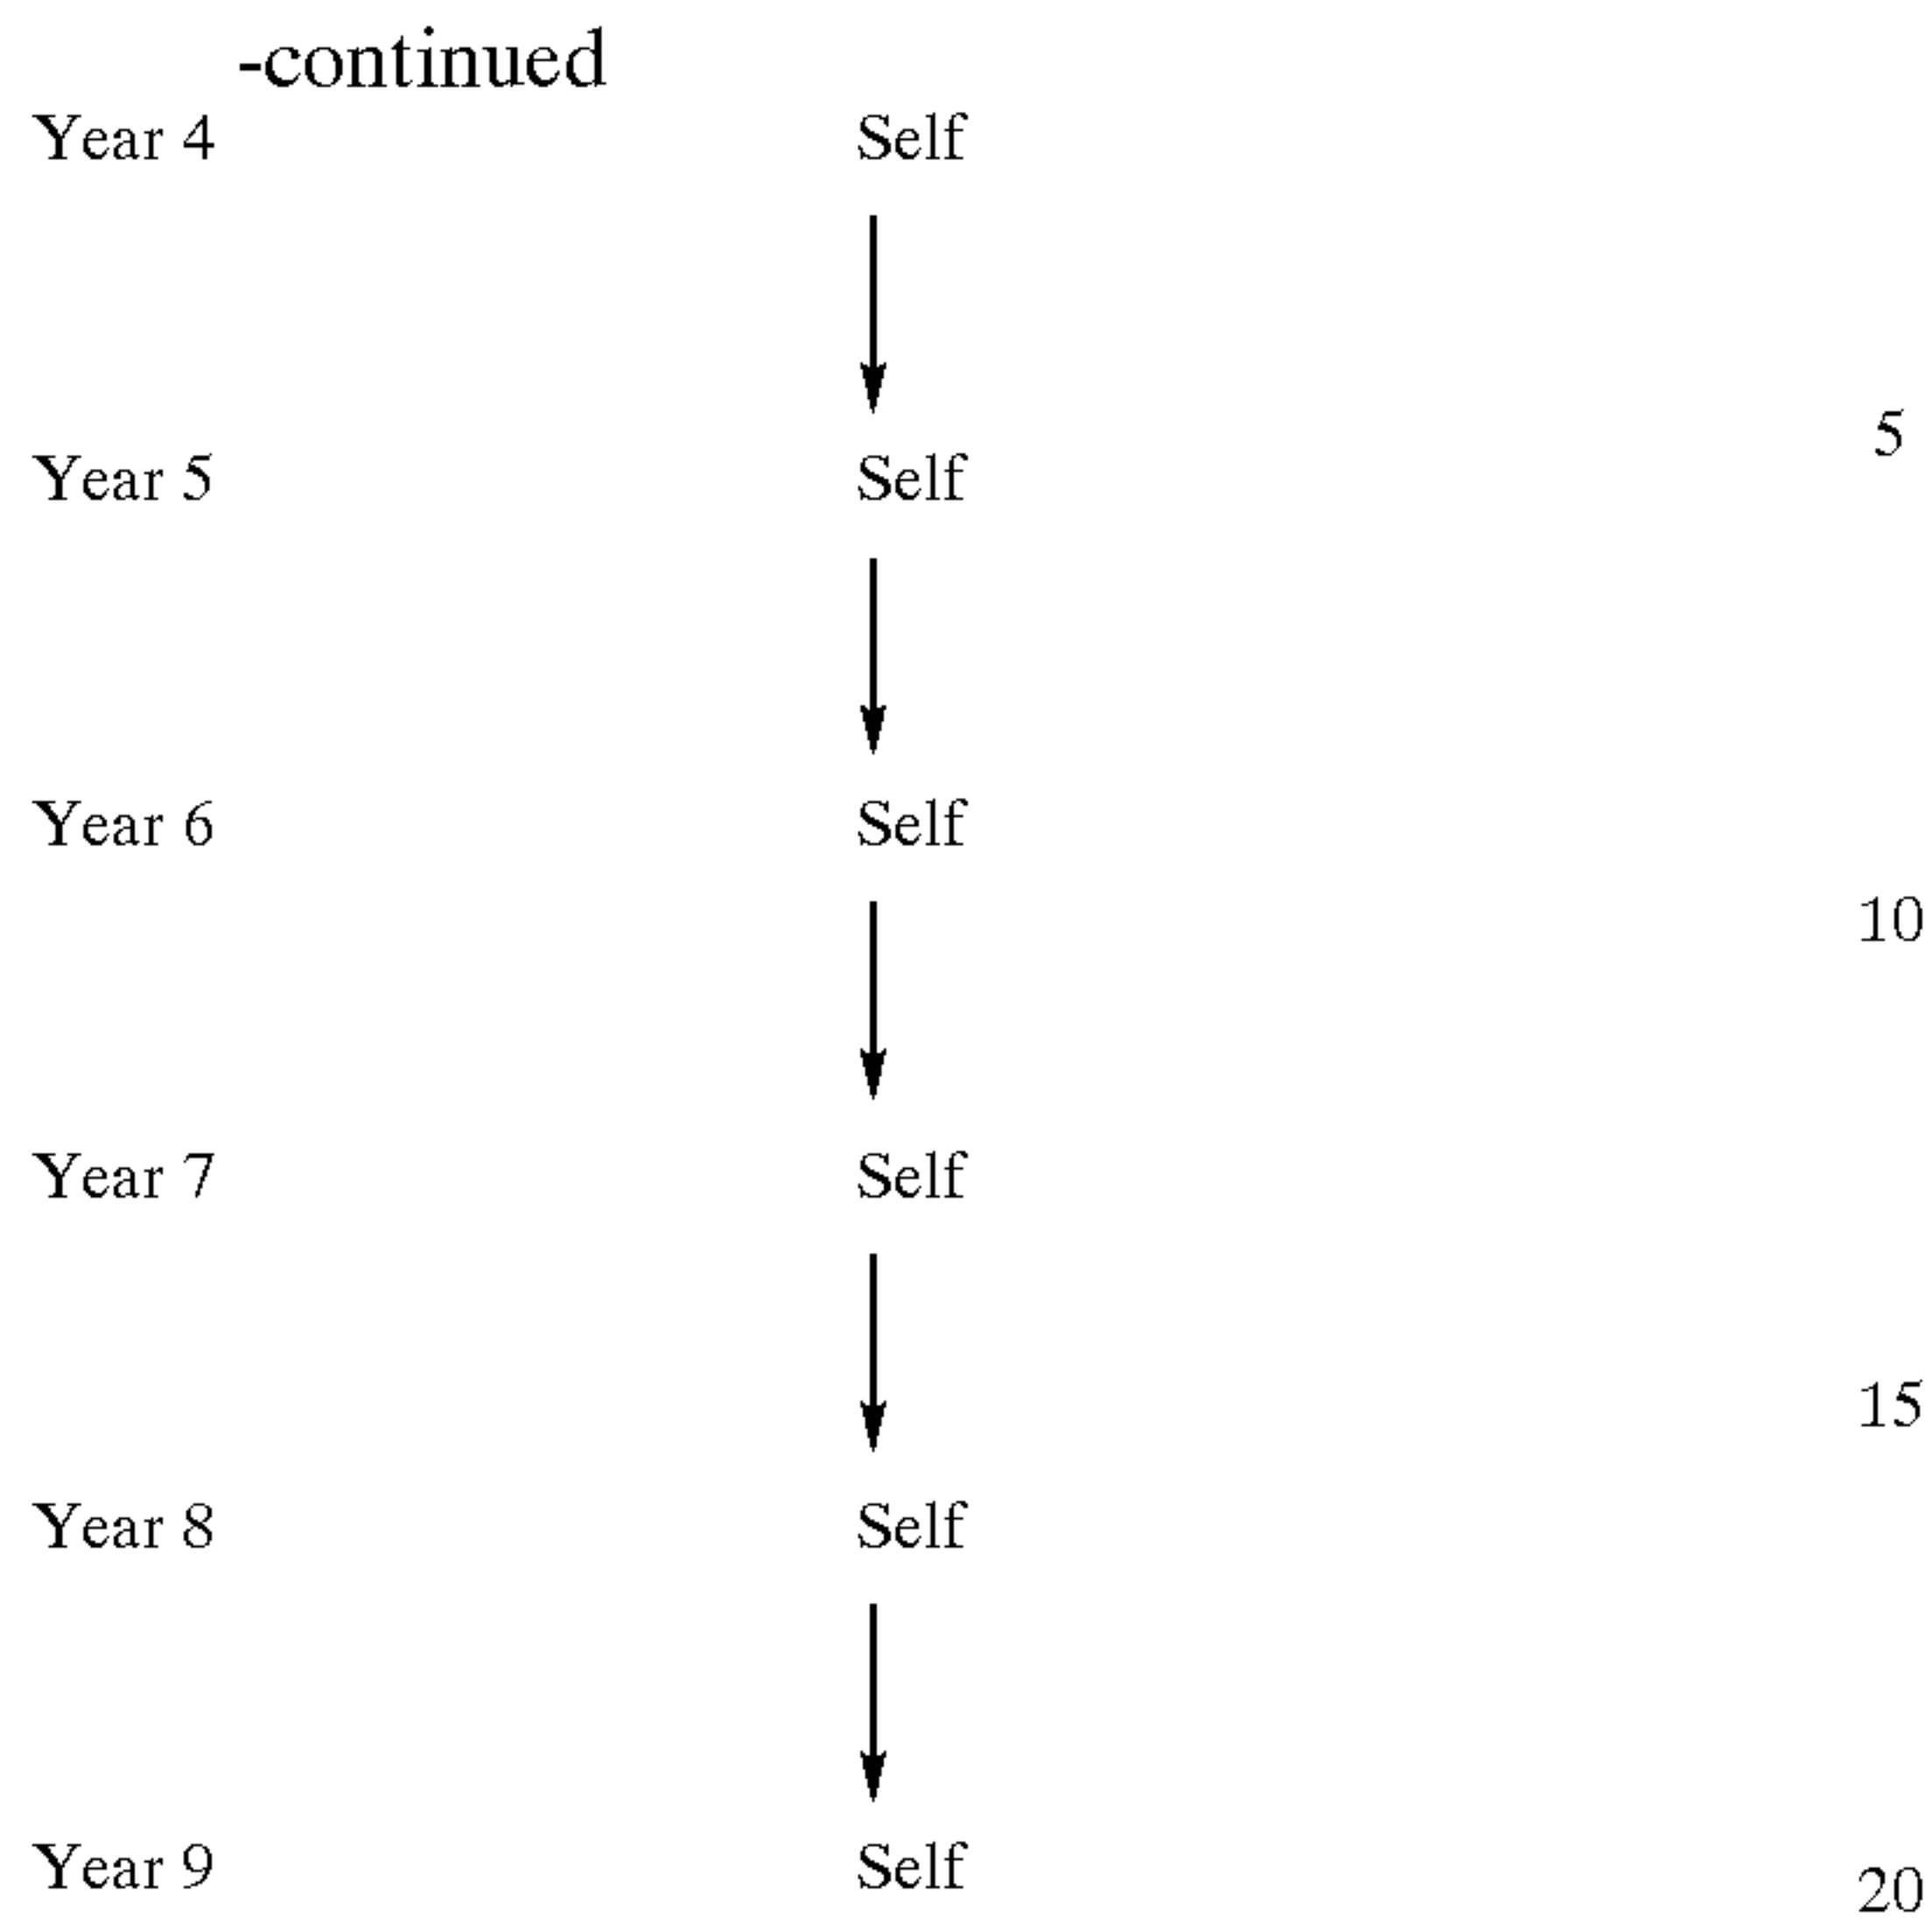 -continued
Year 4 Self
5
Year 5 Self
Year 6 Self
10
Year 7 Self
15
Year 8 Self
Year 9 Self
20